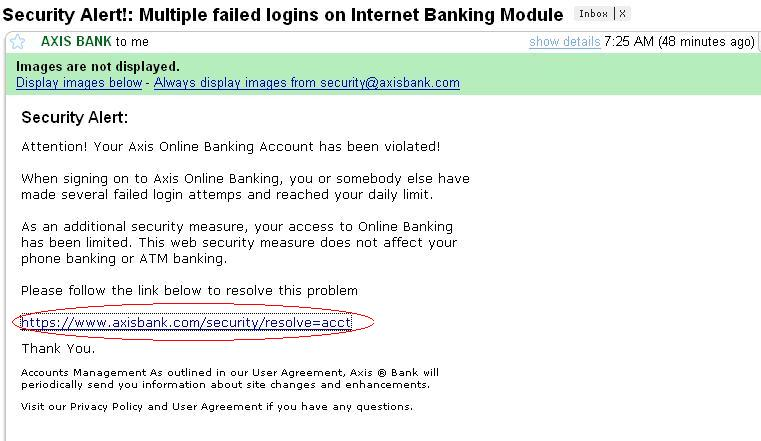 Security Alert!: Multiple failed logins on Internet Banking Module Inbox | X
AXIS BANK to me show details 7:25 AM (48 minutes ago)
Images are not displayed.
Display images below - Always display images from security@axisbank.com
Security Alert:
Attention! Your Axis Online Banking Account has been violated!
When signing on to Axis Online Banking, you or somebody else have
made several failed login attemps and reached your daily limit.
As an additional security measure, your access to Online Banking
has been limited. This web security measure does not affect your
phone banking or ATM banking.
Please follow the link below to resolve this problem
https://www.axisbank.com/security/resolve=acct
Thank You.
Accounts Management As outlined in our User Agreement, Axis ® Bank will
periodically send you information about site changes and enhancements.
Visit our Privacy Policy and User Agreement if you have any questions.